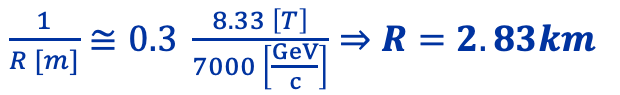 1/R [m] ≅ 0.3 8.33 [T]/7000 [GeV/c] ⇒ R = 2.83km